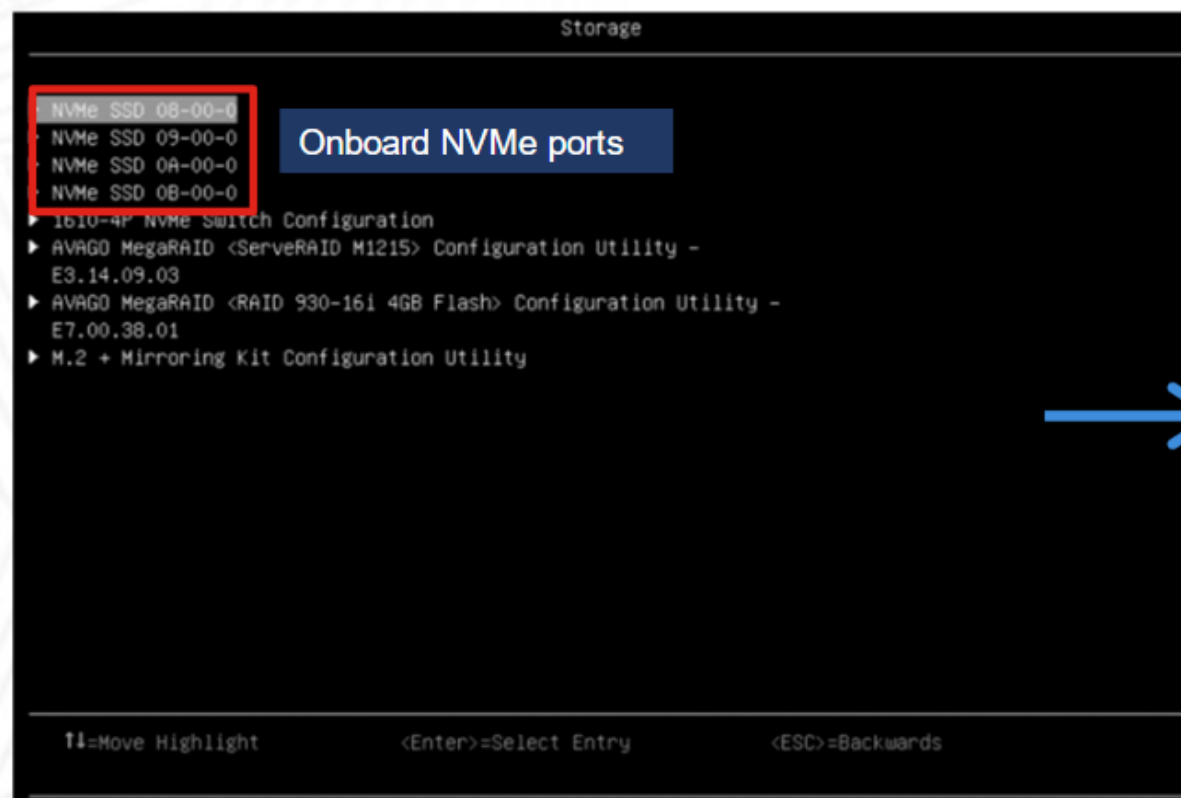 Storage
NVMe SSD 08-00-0
NVMe SSD 09-00-0
NVMe SSD 0A-00-0
NVMe SSD 0B-00-0
Onboard NVMe ports
1610-4P NVMe Switch Configuration
AVAGO MegaRAID <ServeRAID M1215> Configuration Utility -
E3.14.09.03
AVAGO MegaRAID <RAID 930-16i 4GB Flash> Configuration Utility -
E7.00.38.01
M.2 + Mirroring Kit Configuration Utility
↑↓=Move Highlight <Enter>=Select Entry <ESC>=Backwards